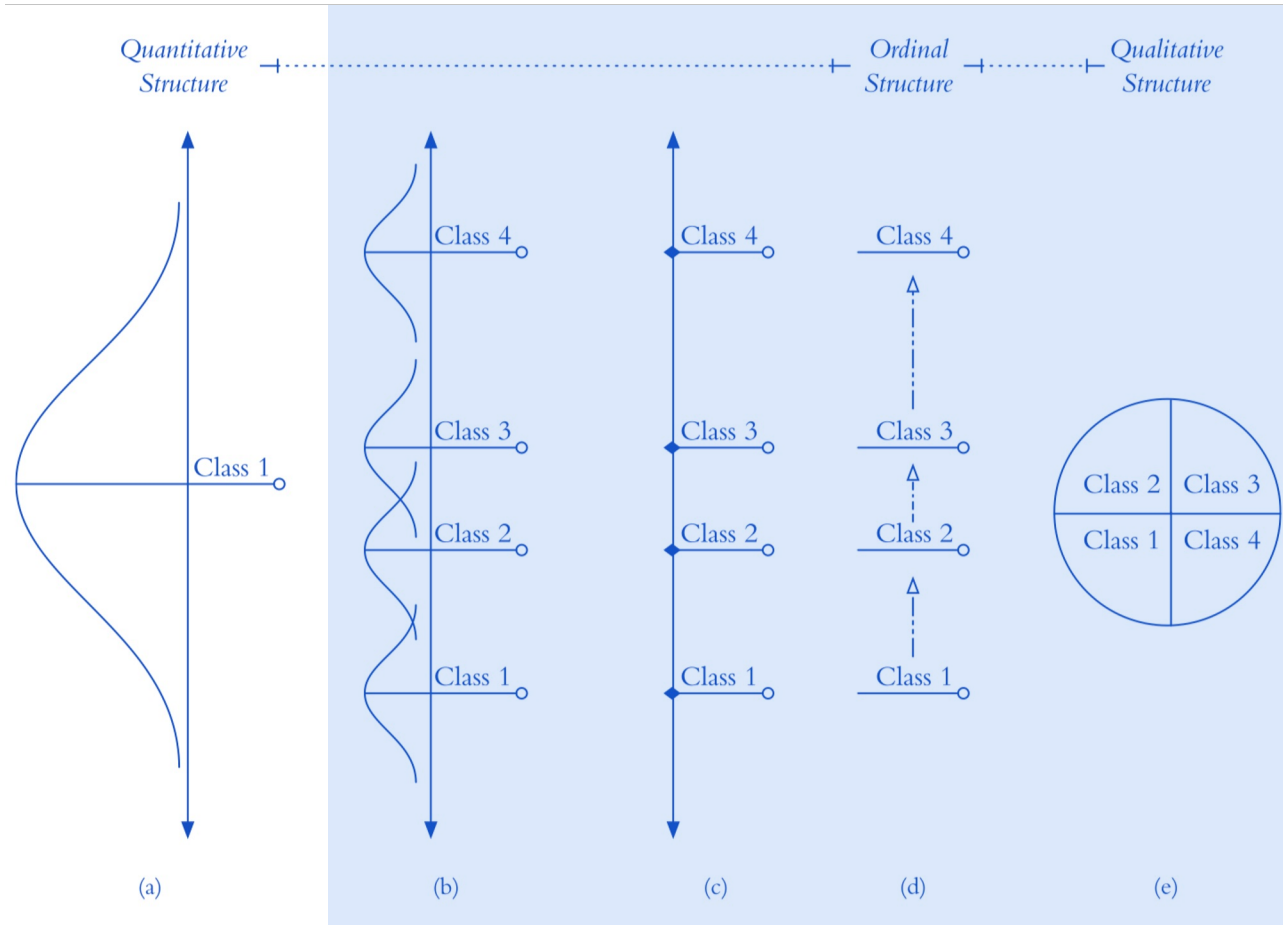 Quantitative
Structure
Ordinal
Structure
Qualitative
Structure
Class 1
Class 4
Class 3
Class 2
Class 1
Class 4
Class 3
Class 2
Class 1
Class 4
Class 3
Class 2
Class 1
Class 2 Class 3
Class 1 Class 4
(a) (b) (c) (d) (e)